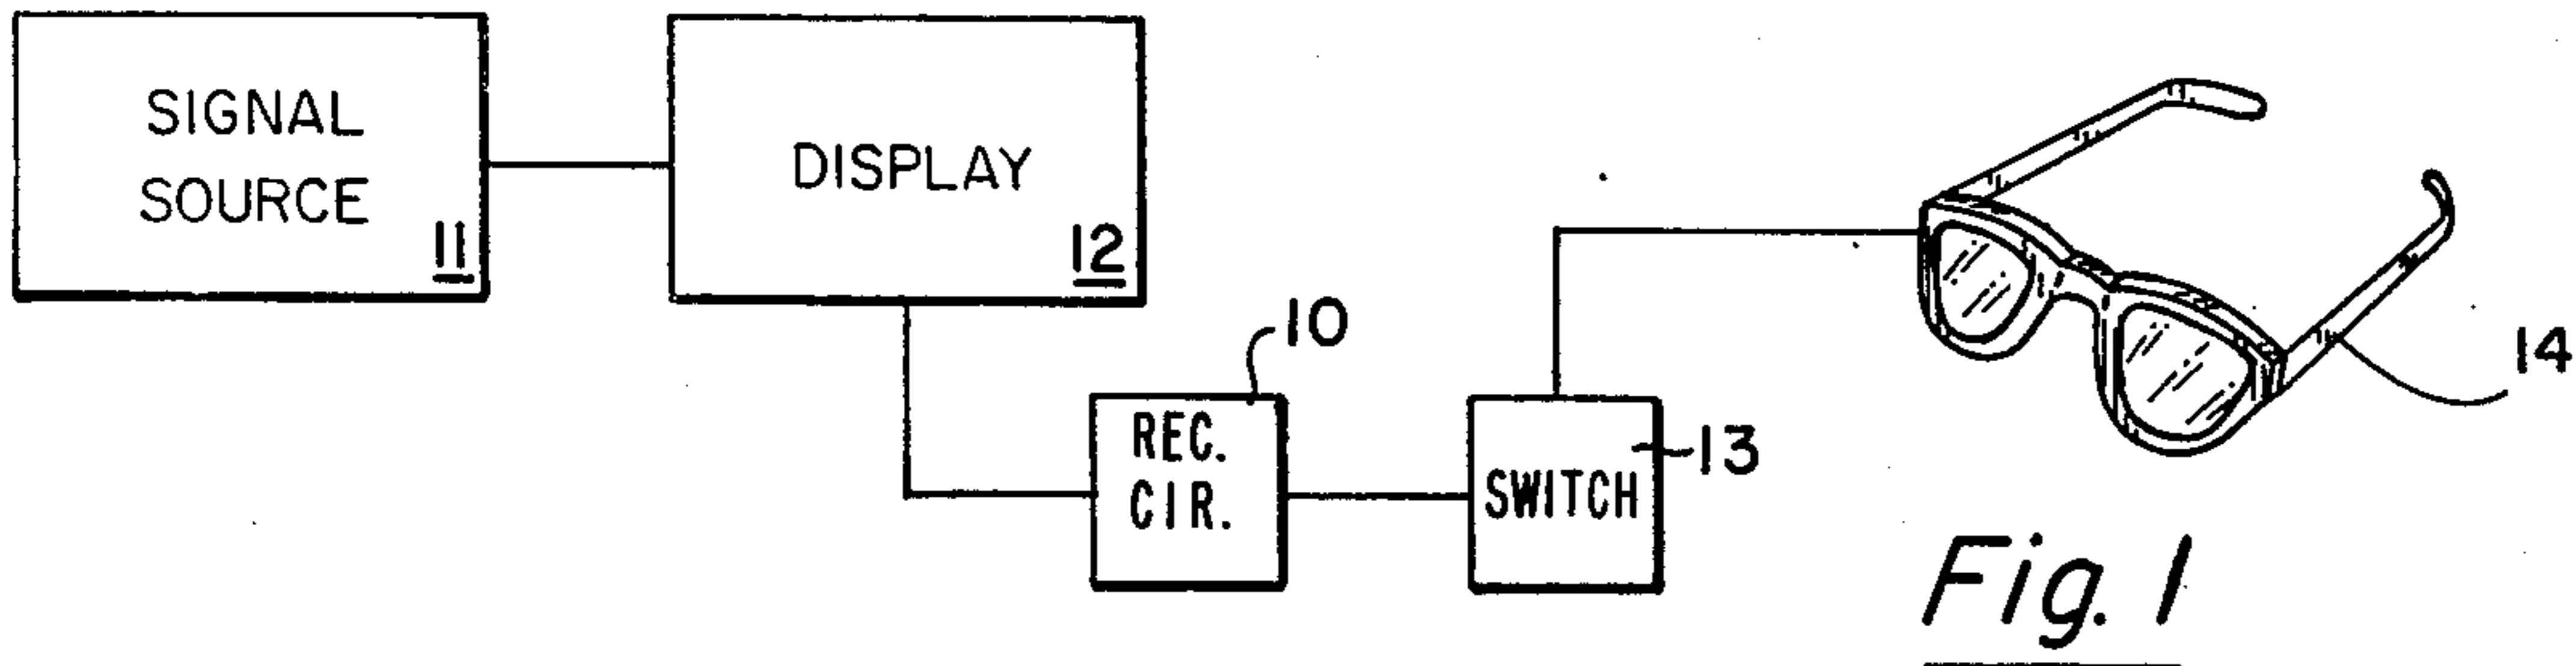 SIGNAL
SOURCE
11
DISPLAY
12
10
REC.
CIR.
13
SWITCH
14
Fig. 1